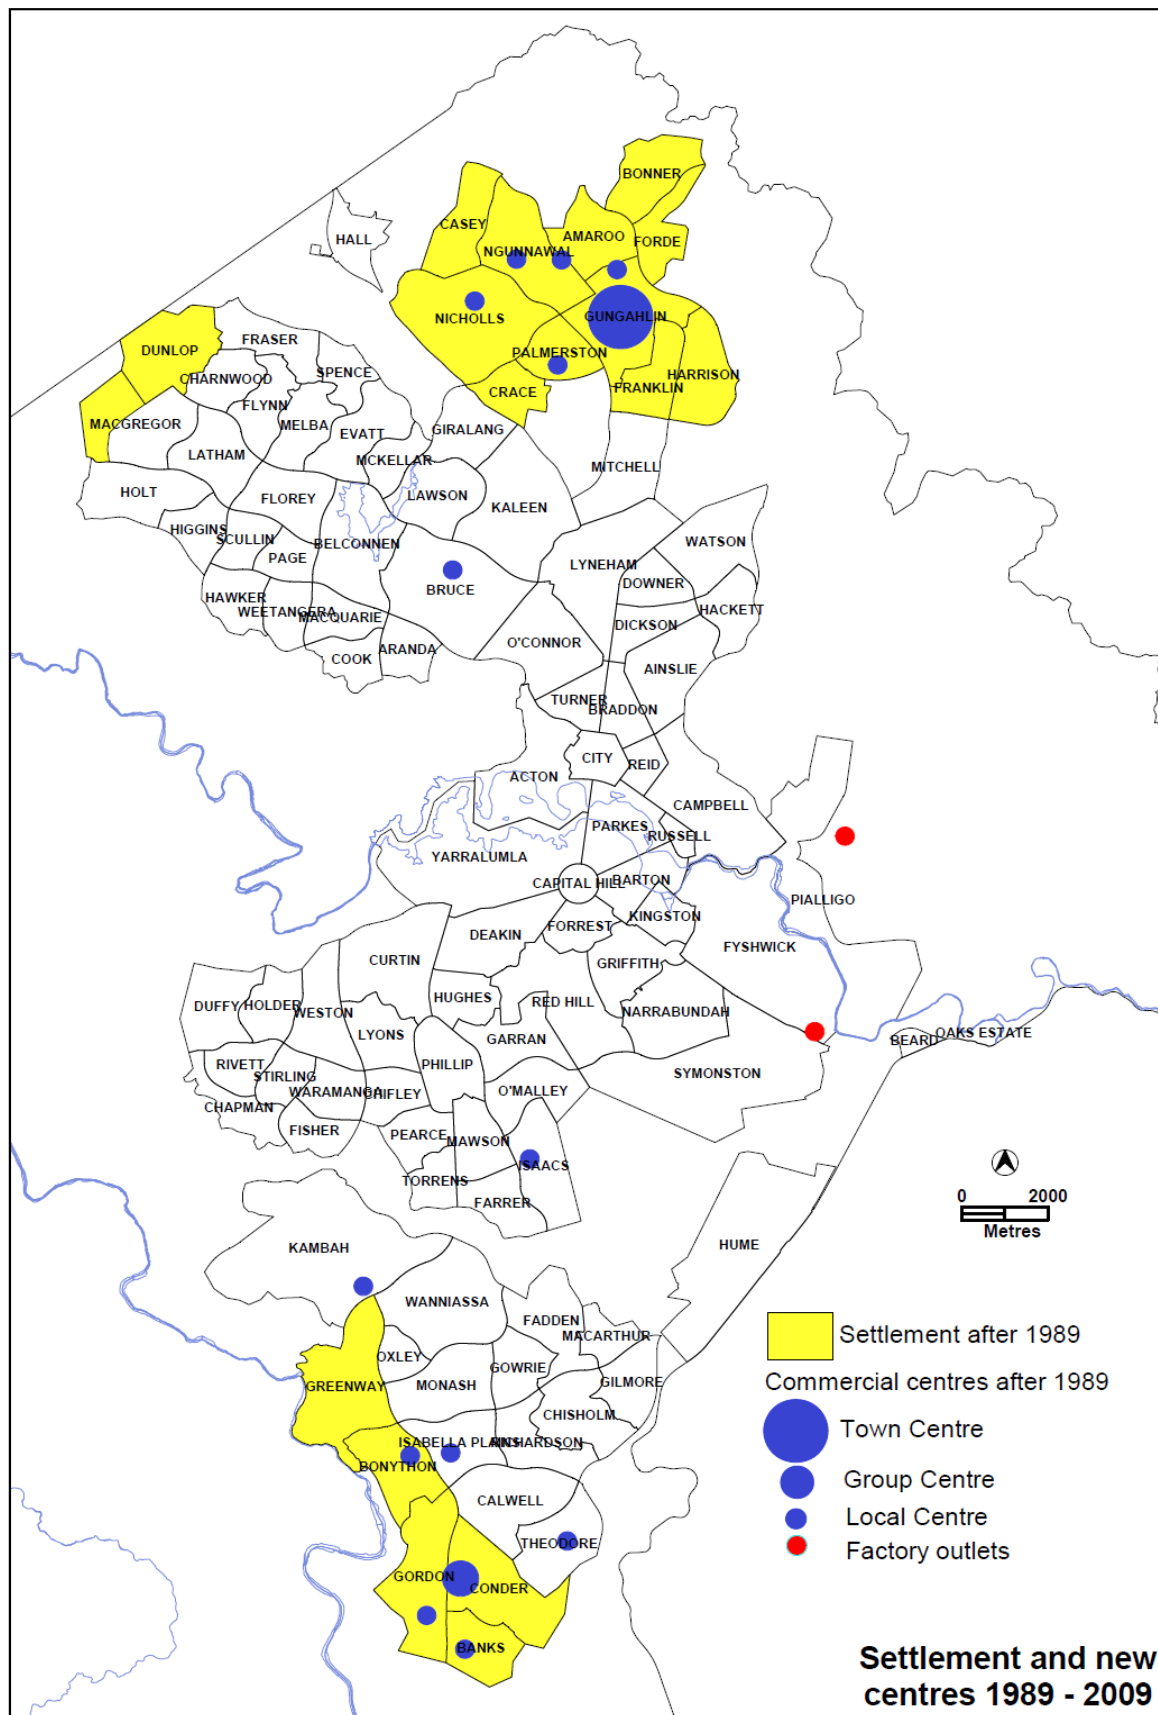 BONNER
CASEY
HALL
AMAROO
FORDE
NGUNNAWAL
NICHOLLS
GUNGAHLIN
DUNLOP
FRASER
PALMERSTON
SPENCE
CHARNWOOD
HARRISON
CRACE
FRANKLIN
FLYNN
MACGREGOR
MELBA
GIRALANG
EVATT
LATHAM
MCKELLAR
MITCHELL
HOLT
FLOREY
LAWSON
KALEEN
HIGGINS
SCULLIN
BELCONNEN
WATSON
PAGE
LYNEHAM
DOWNER
BRUCE
HAWKER
WEETANGERA
MACQUARIE
HACKETT
DICKSON
O'CONNOR
ARANDA
COOK
AINSLIE
TURNER
BRADDON
CITY
REID
ACTON
CAMPBELL
PARKES
RUSSELL
YARRALUMLA
CAPITAL HILL
BARTON
PIALLIGO
KINGSTON
FORREST
DEAKIN
FYSHWICK
CURTIN
GRIFFITH
HUGHES
RED HILL
DUFFY
HOLDER
WESTON
NARRABUNDAH
LYONS
GARRAN
BEARD
OAKS ESTATE
RIVETT
PHILLIP
STIRLING
SYMONSTON
WARAMANGA
CHIFLEY
O'MALLEY
CHAPMAN
FISHER
PEARCE
MAWSON
ISAACS
TORRENS
FARRER
0 2000
Metres
KAMBAH
HUME
WANNIASSA
FADDEN
MACARTHUR
OXLEY
GOWRIE
GREENWAY
MONASH
GILMORE
CHISHOLM
ISABELLA PLAINS
RICHARDSON
BONYTHON
CALWELL
THEODORE
GORDON
CONDER
BANKS
Settlement after 1989
Commercial centres after 1989
Town Centre
Group Centre
Local Centre
Factory outlets
Settlement and new
centres 1989 - 2009